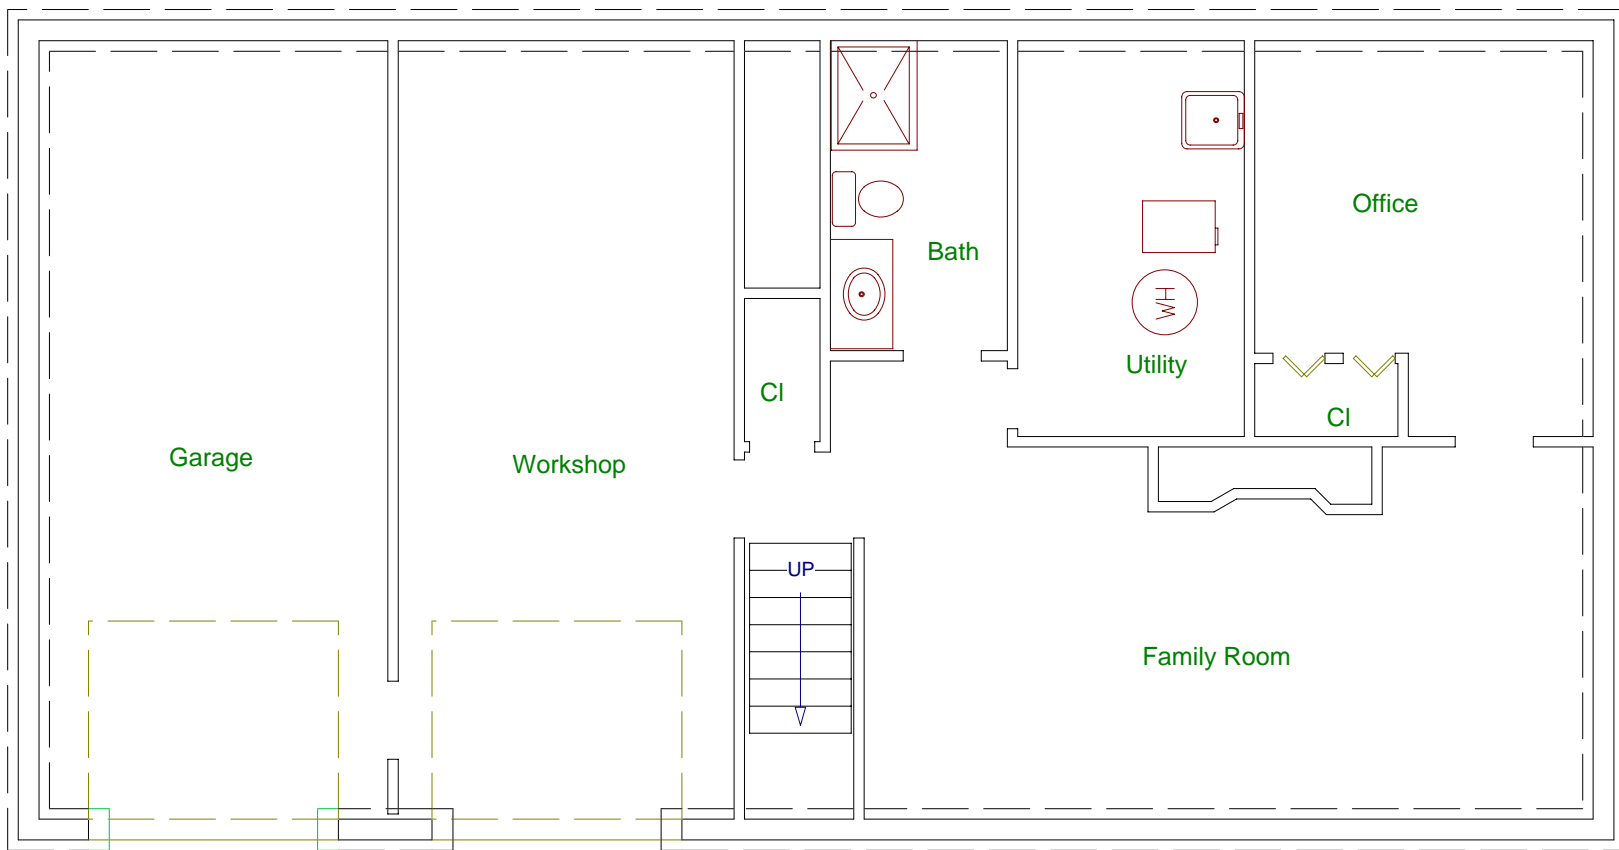 Office
Bath
WH
Utility
Cl
Cl
Garage
Workshop
UP
Family Room